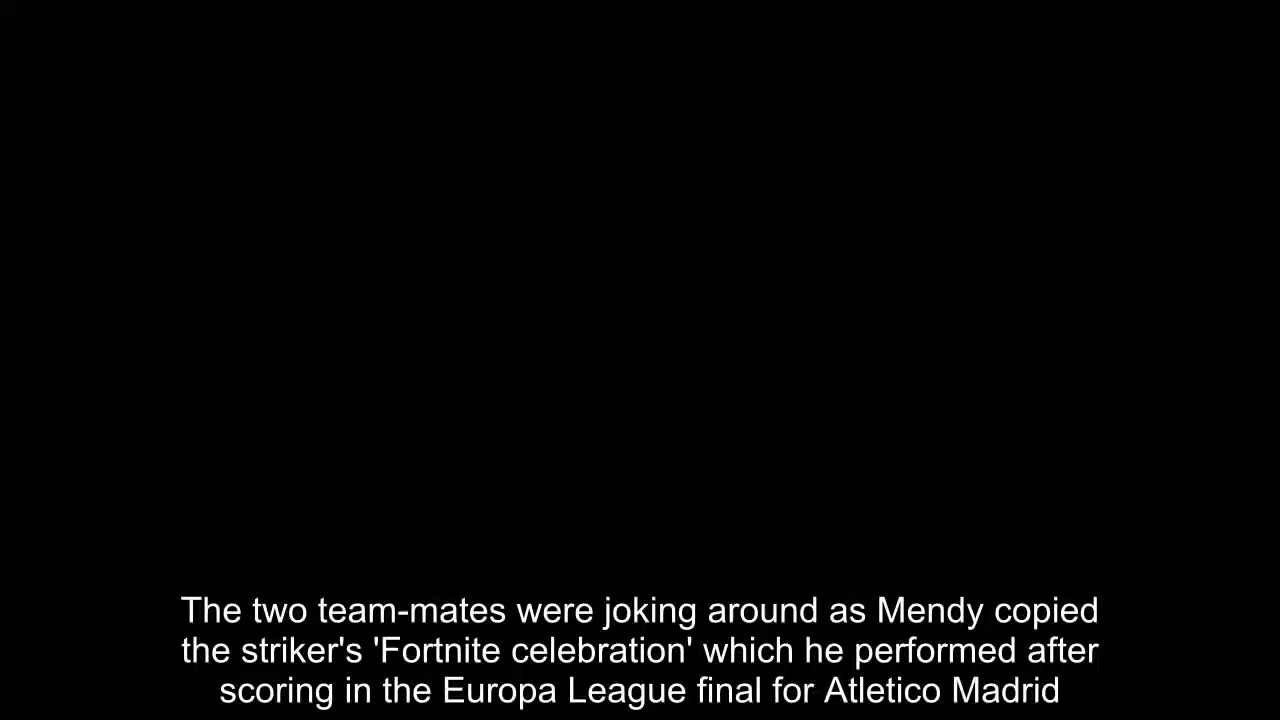 The two team-mates were joking around as Mendy copied
the striker's 'Fortnite celebration' which he performed after
scoring in the Europa League final for Atletico Madrid